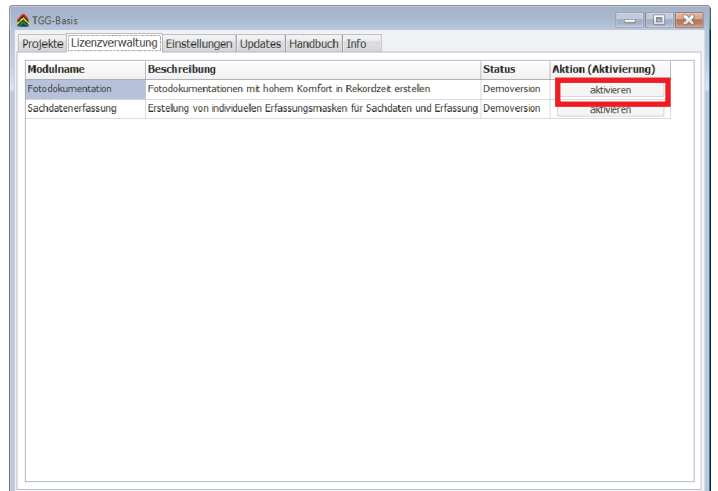 TGG-Basis
Projekte Lizenzverwaltung Einstellungen Updates Handbuch Info
Modulname Beschreibung Status Aktion (Aktivierung)
Fotodokumentation Fotodokumentationen mit hohem Komfort in Rekordzeit erstellen Demoversion aktivieren
Sachdatenerfassung Erstellung von individuellen Erfassungsmasken für Sachdaten und Erfassung Demoversion aktivieren